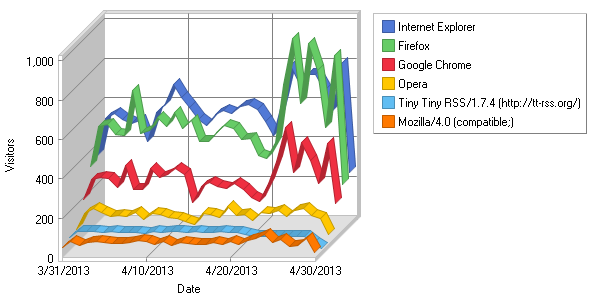 1,000
800
600
400
200
0
Visitors
3/31/2013
4/10/2013
4/20/2013
4/30/2013
Date
Internet Explorer
Firefox
Google Chrome
Opera
Tiny Tiny RSS/1.7.4 (http://tt-rss.org/)
Mozilla/4.0 (compatible;)